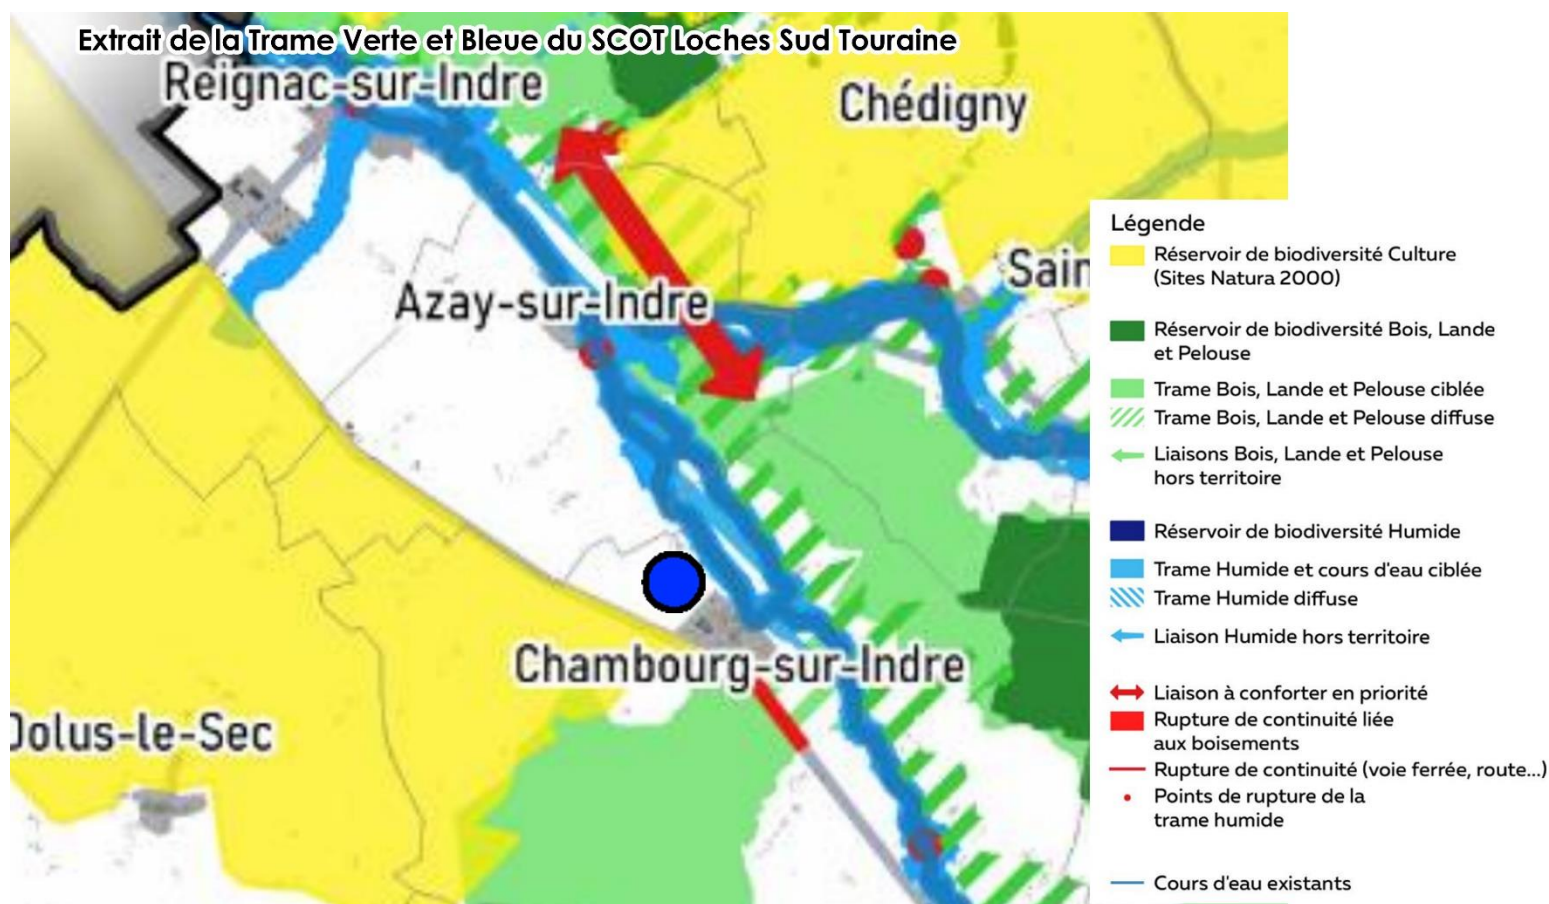 Extrait de la Trame Verte et Bleue du SCOT Loches Sud Touraine
Reignac-sur-Indre
Chédigny
Sain
Azay-sur-Indre
Chambourg-sur-Indre
Dolus-le-Sec
Légende
Réservoir de biodiversité Culture
(Sites Natura 2000)
Réservoir de biodiversité Bois, Lande
et Pelouse
Trame Bois, Lande et Pelouse ciblée
Trame Bois, Lande et Pelouse diffuse
Liaisons Bois, Lande et Pelouse
hors territoire
Réservoir de biodiversité Humide
Trame Humide et cours d'eau ciblée
Trame Humide diffuse
Liaison Humide hors territoire
Liaison à conforter en priorité
Rupture de continuité liée
aux boisements
Rupture de continuité (voie ferrée, route...)
Points de rupture de la
trame humide
Cours d'eau existants